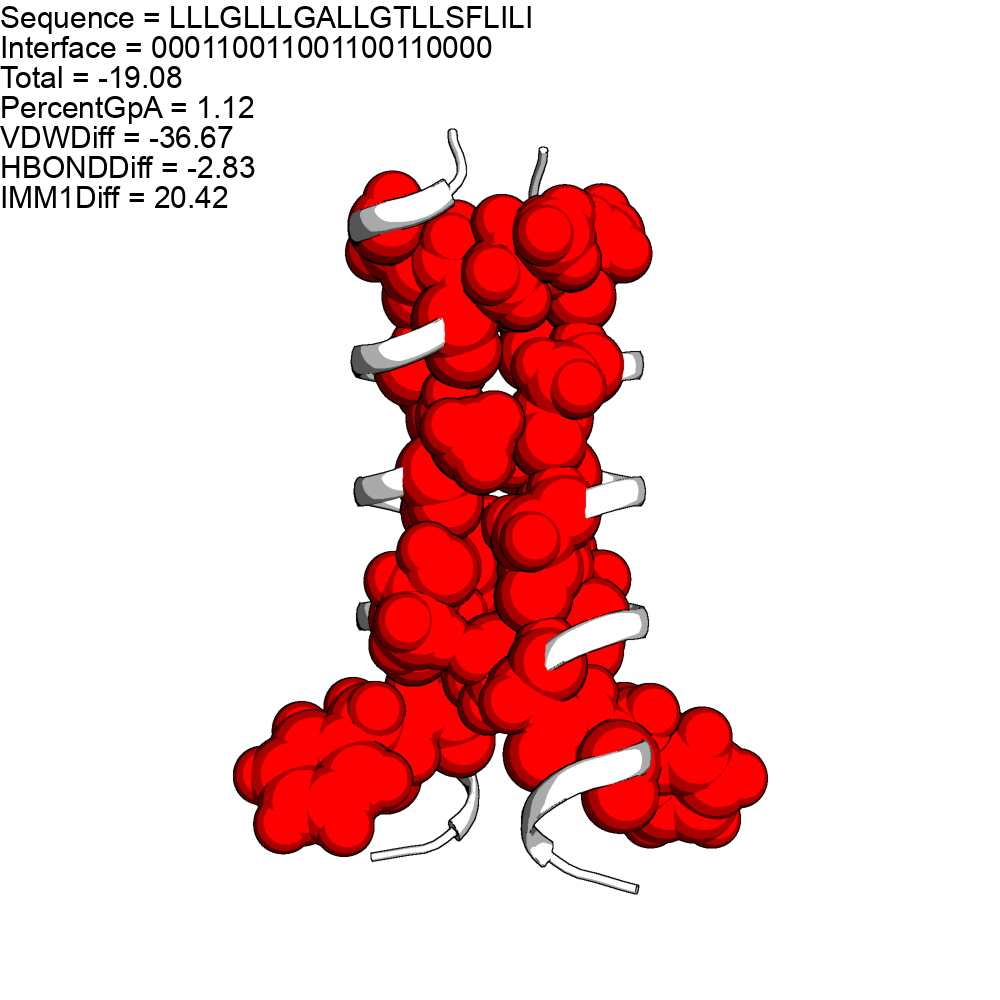 Sequence = LLLGLLLGALLGTLLSFLILI
Interface = 000110011001100110000
Total = -19.08
PercentGpA = 1.12
VDWDiff = -36.67
HBONDDiff = -2.83
IMM1Diff = 20.42